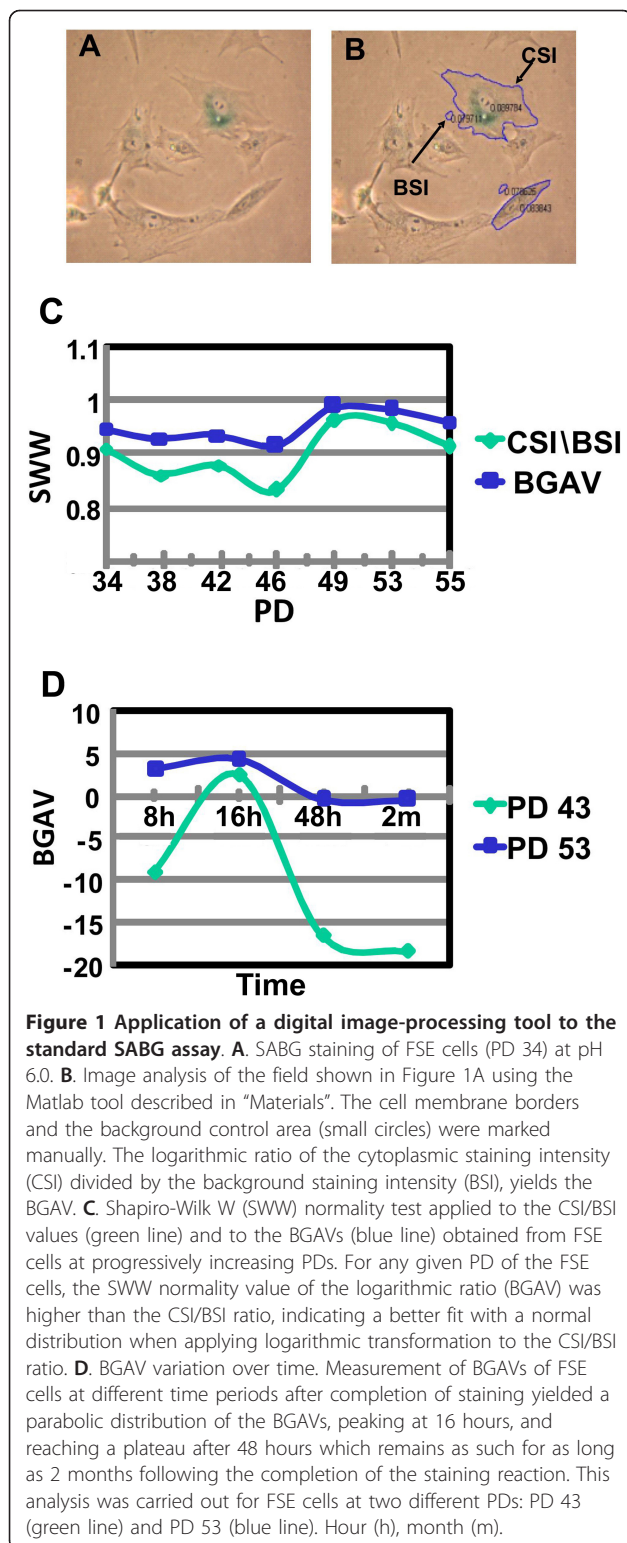 A
B
CSI
0.089784
0.079711
BSI
0.078625
0.083843
C
1.1
1
0.9
0.8
SWW
34 38 42 46 49 53 55
PD
CSI\BSI
BGAV
D
10
5
0
-5
-10
-15
-20
BGAV
8h 16h 48h 2m
Time
PD 43
PD 53
Figure 1 Application of a digital image-processing tool to the
standard SABG assay. A. SABG staining of FSE cells (PD 34) at pH
6.0. B. Image analysis of the field shown in Figure 1A using the
Matlab tool described in “Materials”. The cell membrane borders
and the background control area (small circles) were marked
manually. The logarithmic ratio of the cytoplasmic staining intensity
(CSI) divided by the background staining intensity (BSI), yields the
BGAV. C. Shapiro-Wilk W (SWW) normality test applied to the CSI/BSI
values (green line) and to the BGAVs (blue line) obtained from FSE
cells at progressively increasing PDs. For any given PD of the FSE
cells, the SWW normality value of the logarithmic ratio (BGAV) was
higher than the CSI/BSI ratio, indicating a better fit with a normal
distribution when applying logarithmic transformation to the CSI/BSI
ratio. D. BGAV variation over time. Measurement of BGAVs of FSE
cells at different time periods after completion of staining yielded a
parabolic distribution of the BGAVs, peaking at 16 hours, and
reaching a plateau after 48 hours which remains as such for as long
as 2 months following the completion of the staining reaction. This
analysis was carried out for FSE cells at two different PDs: PD 43
(green line) and PD 53 (blue line). Hour (h), month (m).